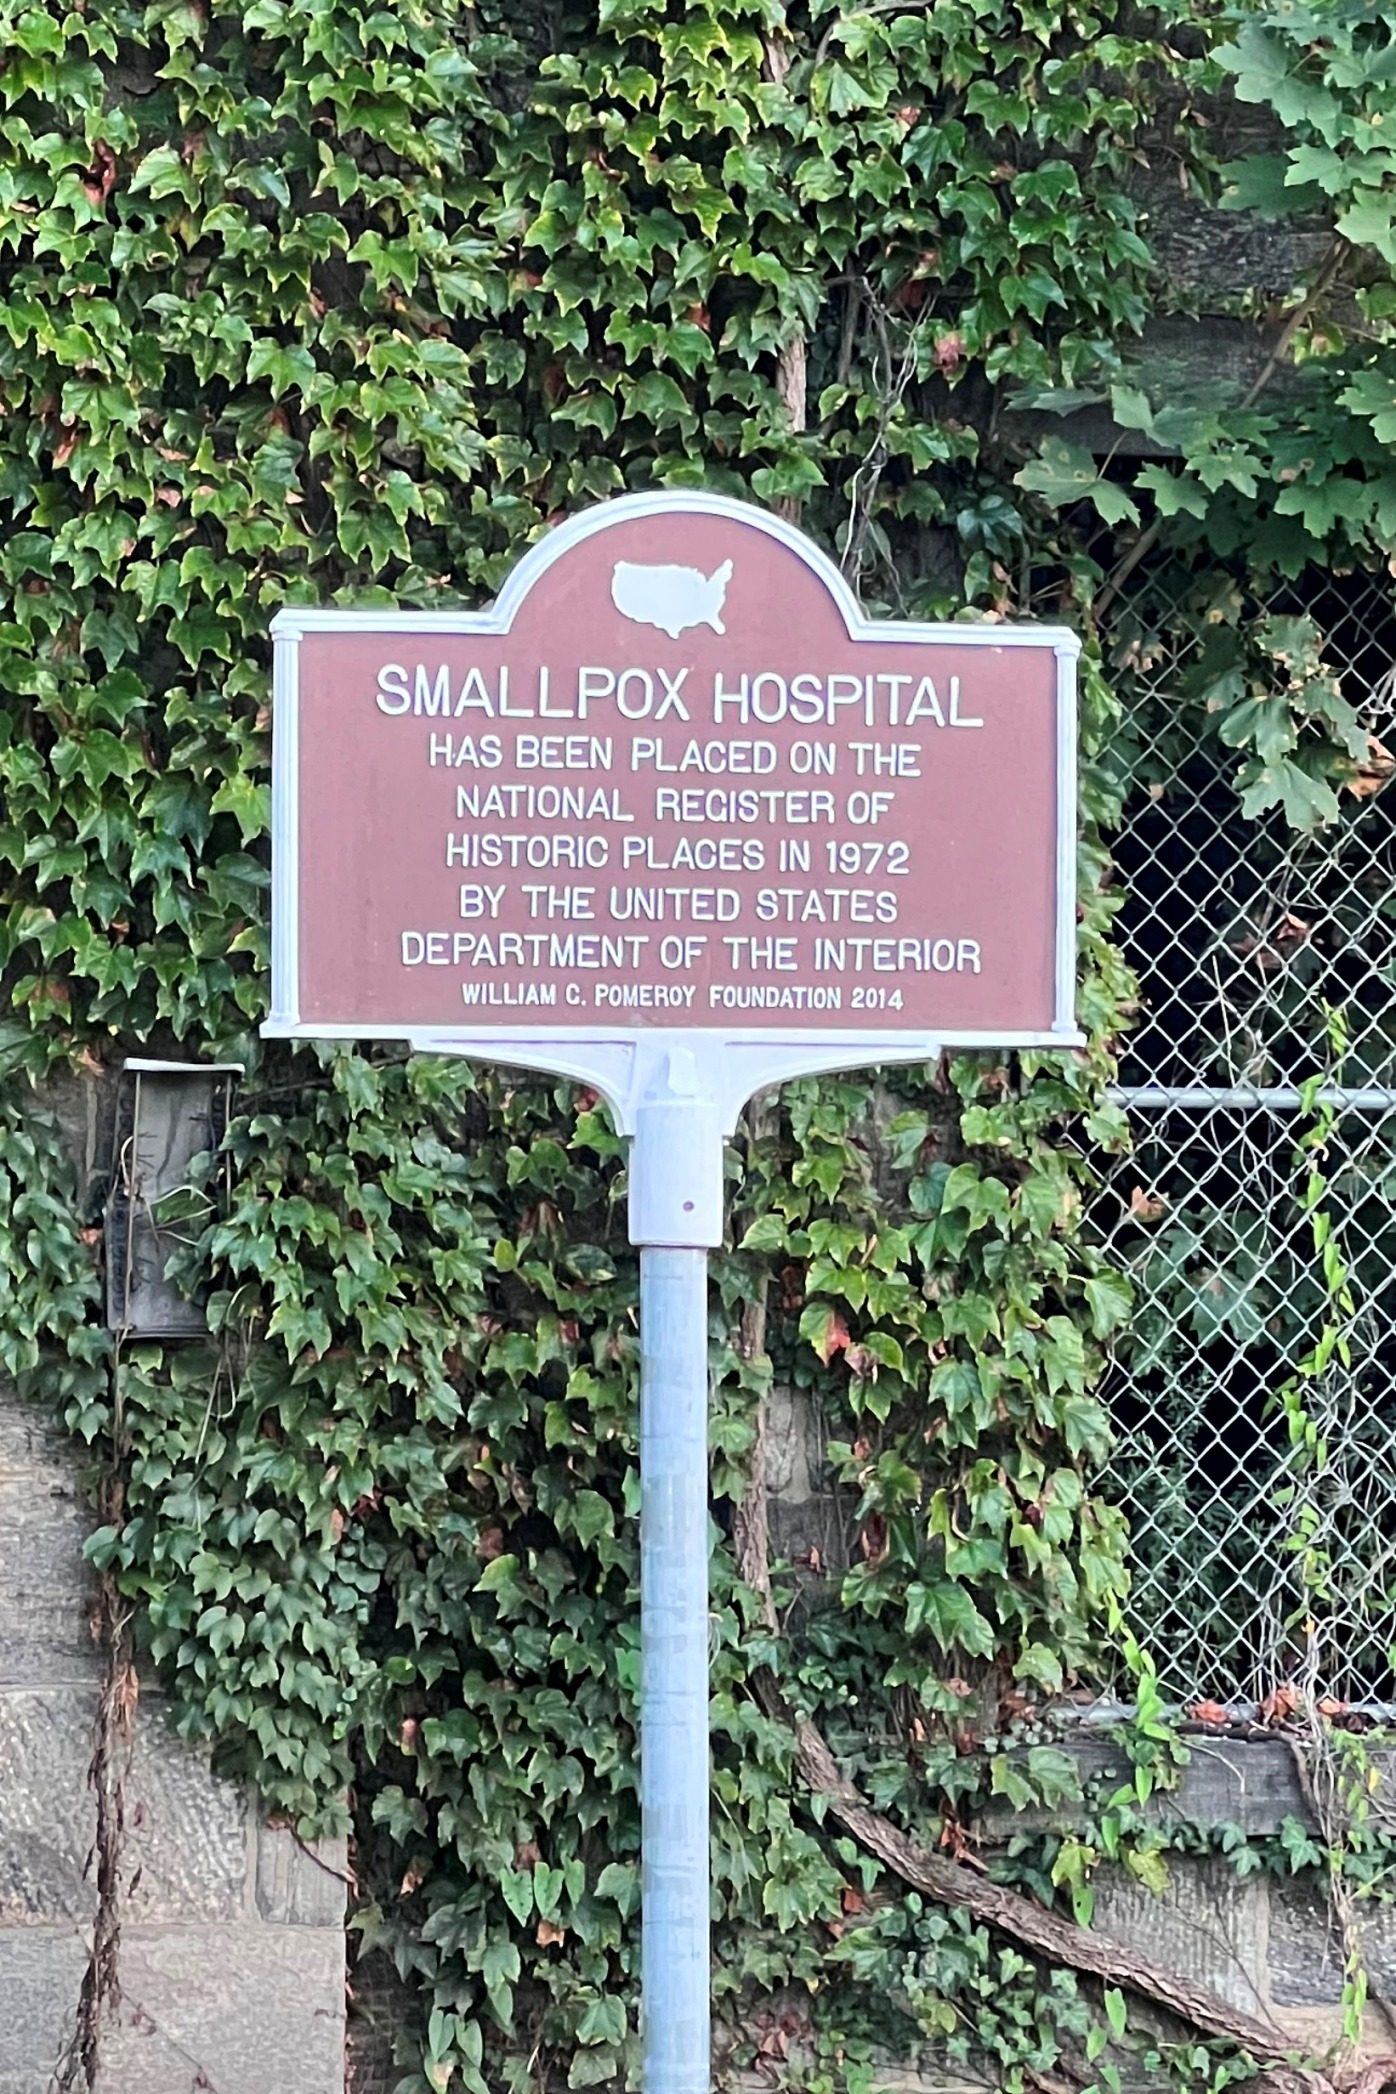 SMALLPOX HOSPITAL
HAS BEEN PLACED ON THE
NATIONAL REGISTER OF
HISTORIC PLACES IN 1972
BY THE UNITED STATES
DEPARTMENT OF THE INTERIOR
WILLIAM C. POMEROY FOUNDATION 2014